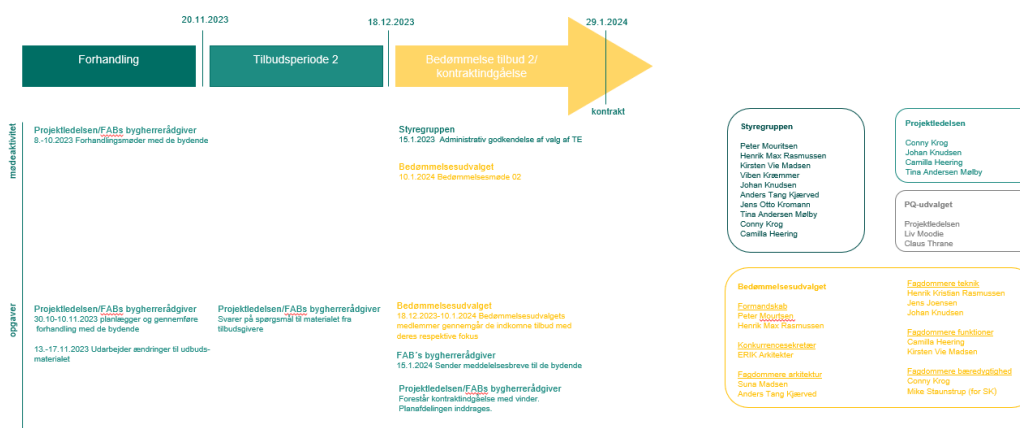 20.11.2023
18.12.2023
29.1.2024
Forhandling
Tilbudsperiode 2
Bedømmelse tilbud 2/
kontraktindgåelse
kontrakt
mødeaktivitet
Projektledelsen/FABs bygherrerådgiver
8.-10.2023 Forhandlingsmøder med de bydende
Styregruppen
15.1.2023 Administrativ godkendelse af valg af TE
Bedømmelsesudvalget
10.1.2024 Bedømmelsesmøde 02
opgaver
Projektledelsen/FABs bygherrerådgiver
30.10-10.11.2023 planlægger og gennemføre
forhandling med de bydende
13.-17.11.2023 Udarbejder ændringer til udbuds-
materialet
Projektledelsen/FABs bygherrerådgiver
Svarer på spørgsmål til materialet fra
tilbudsgivere
Bedømmelsesudvalget
18.12.2023-10.1.2024 Bedømmelsesudvalgets
medlemmer gennemgår de indkomne tilbud med
deres respektive fokus
FAB´s bygherrerådgiver
15.1.2024 Sender meddelelsesbreve til de bydende
Projektledelsen/FABs bygherrerådgiver
Forestår kontraktindgåelse med vinder.
Planafdelingen inddrages.
Styregruppen
Peter Mouritsen
Henrik Max Rasmussen
Kirsten Vie Madsen
Viben Kræmmer
Johan Knudsen
Anders Tang Kjærved
Jens Otto Kromann
Tina Andersen Mølby
Conny Krog
Camilla Heering
Projektledelsen
Conny Krog
Johan Knudsen
Camilla Heering
Tina Andersen Mølby
PQ-udvalget
Projektledelsen
Liv Moodie
Claus Thrane
Bedømmelsesudvalget
Formandskab
Peter Mourtsen
Henrik Max Rasmussen
Konkurrencesekretær
ERIK Arkitekter
Fagdommere arkitektur
Suna Madsen
Anders Tang Kjærved
Fagdommere teknik
Henrik Kristian Rasmussen
Jens Joensen
Johan Knudsen
Fagdommere funktioner
Camilla Heering
Kirsten Vie Madsen
Fagdommere bæredygtighed
Conny Krog
Mike Staunstrup (for SK)